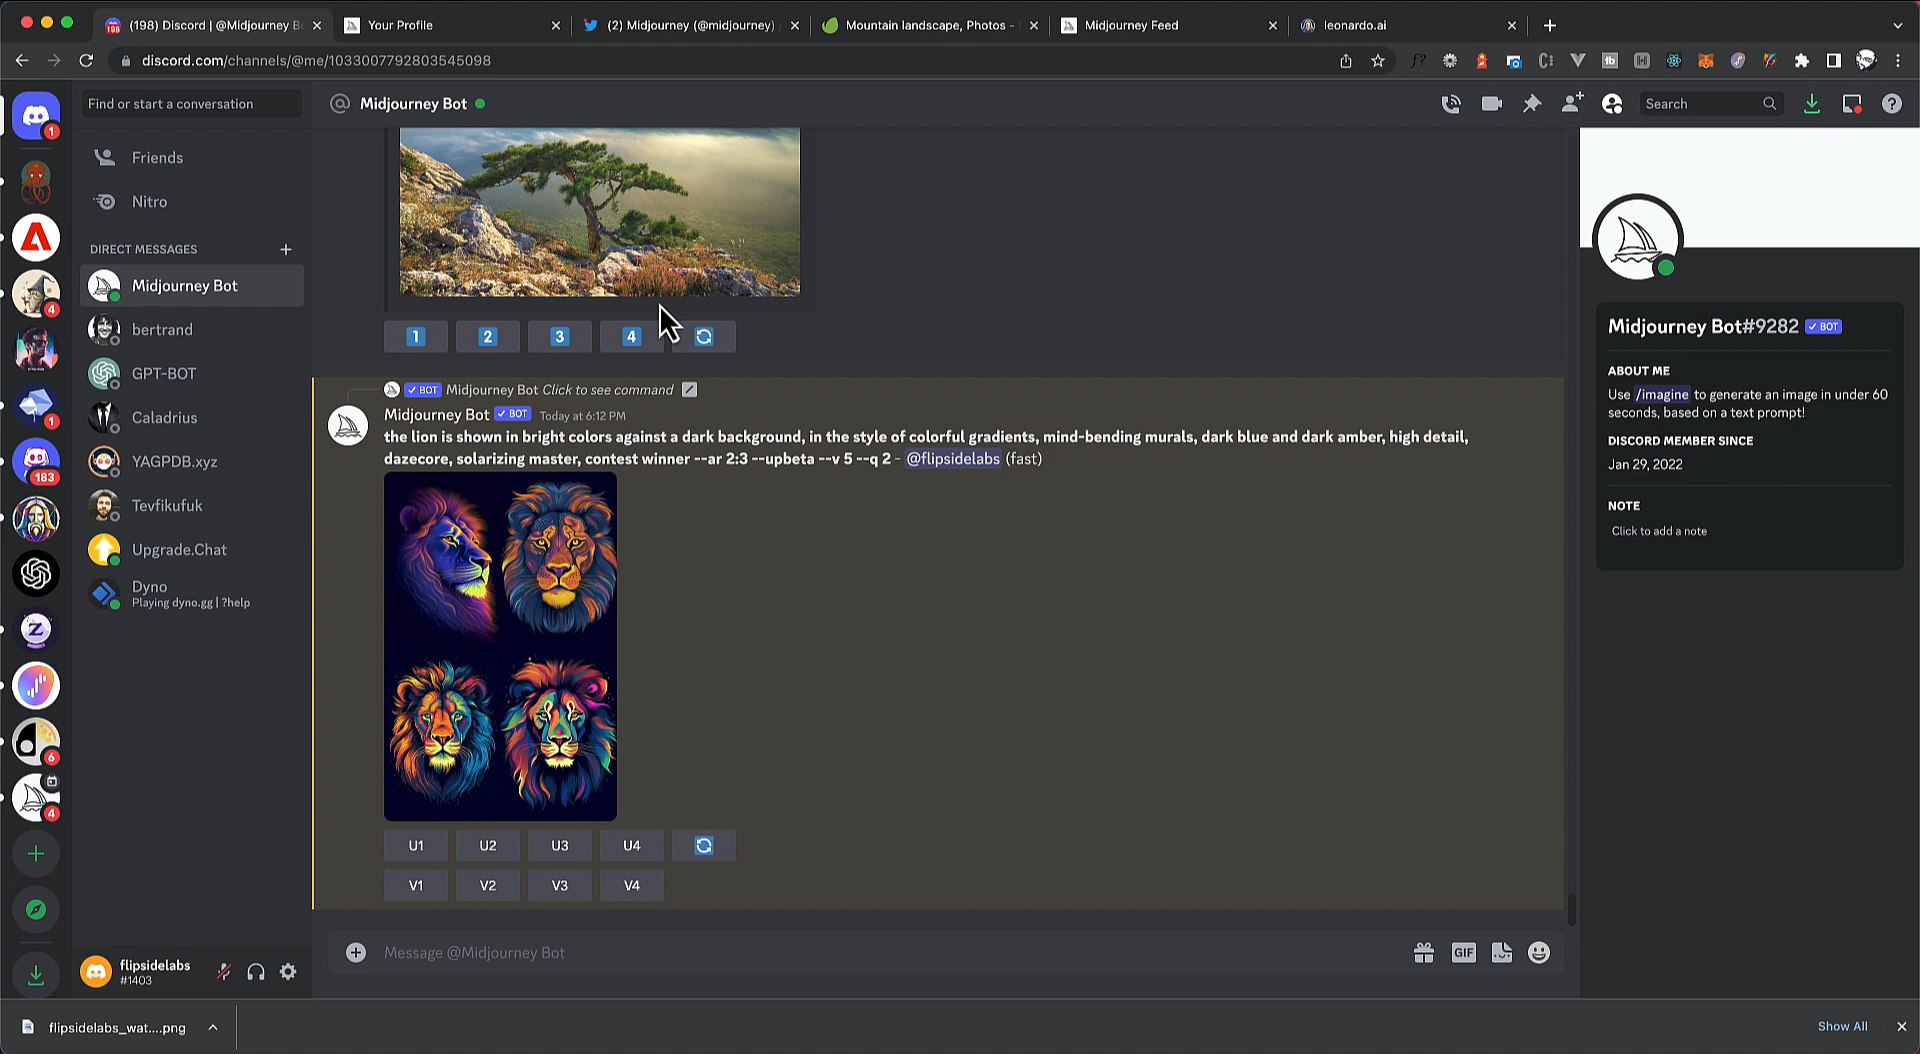 (198) Discord | @Midjourney B
Your Profile
(2) Midjourney (@midjourney)
Mountain landscape, Photos -
Midjourney Feed
leonardo.ai
discord.com/channels/@me/1033007792803545098
Find or start a conversation
Midjourney Bot
Search
Friends
Nitro
DIRECT MESSAGES
Midjourney Bot
bertrand
GPT-BOT
Caladrius
YAGPDB.xyz
Tevfikufuk
Upgrade.Chat
Dyno
Playing dyno.gg | ?help
1
4
1
183
6
4
1 2 3 4
BOT Midjourney Bot Click to see command
Midjourney Bot BOT Today at 6:12 PM
the lion is shown in bright colors against a dark background, in the style of colorful gradients, mind-bending murals, dark blue and dark amber, high detail,
dazecore, solarizing master, contest winner --ar 2:3 --upbeta --v 5 --q 2 - @flipsidelabs (fast)
U1 U2 U3 U4
V1 V2 V3 V4
Message @Midjourney Bot
GIF
Midjourney Bot#9282 BOT
ABOUT ME
Use /imagine to generate an image in under 60
seconds, based on a text prompt!
DISCORD MEMBER SINCE
Jan 29, 2022
NOTE
Click to add a note
flipsidelabs
#1403
flipsidelabs_wat....png
Show All